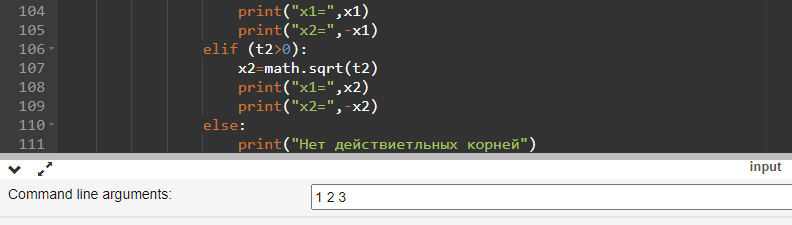 104 print("x1=",x1)
105 print("x2=",-x1)
106 elif (t2>0):
107 x2=math.sqrt(t2)
108 print("x1=",x2)
109 print("x2=",-x2)
110 else:
111 print("Нет действиетльных корней")
input
Command line arguments: 1 2 3